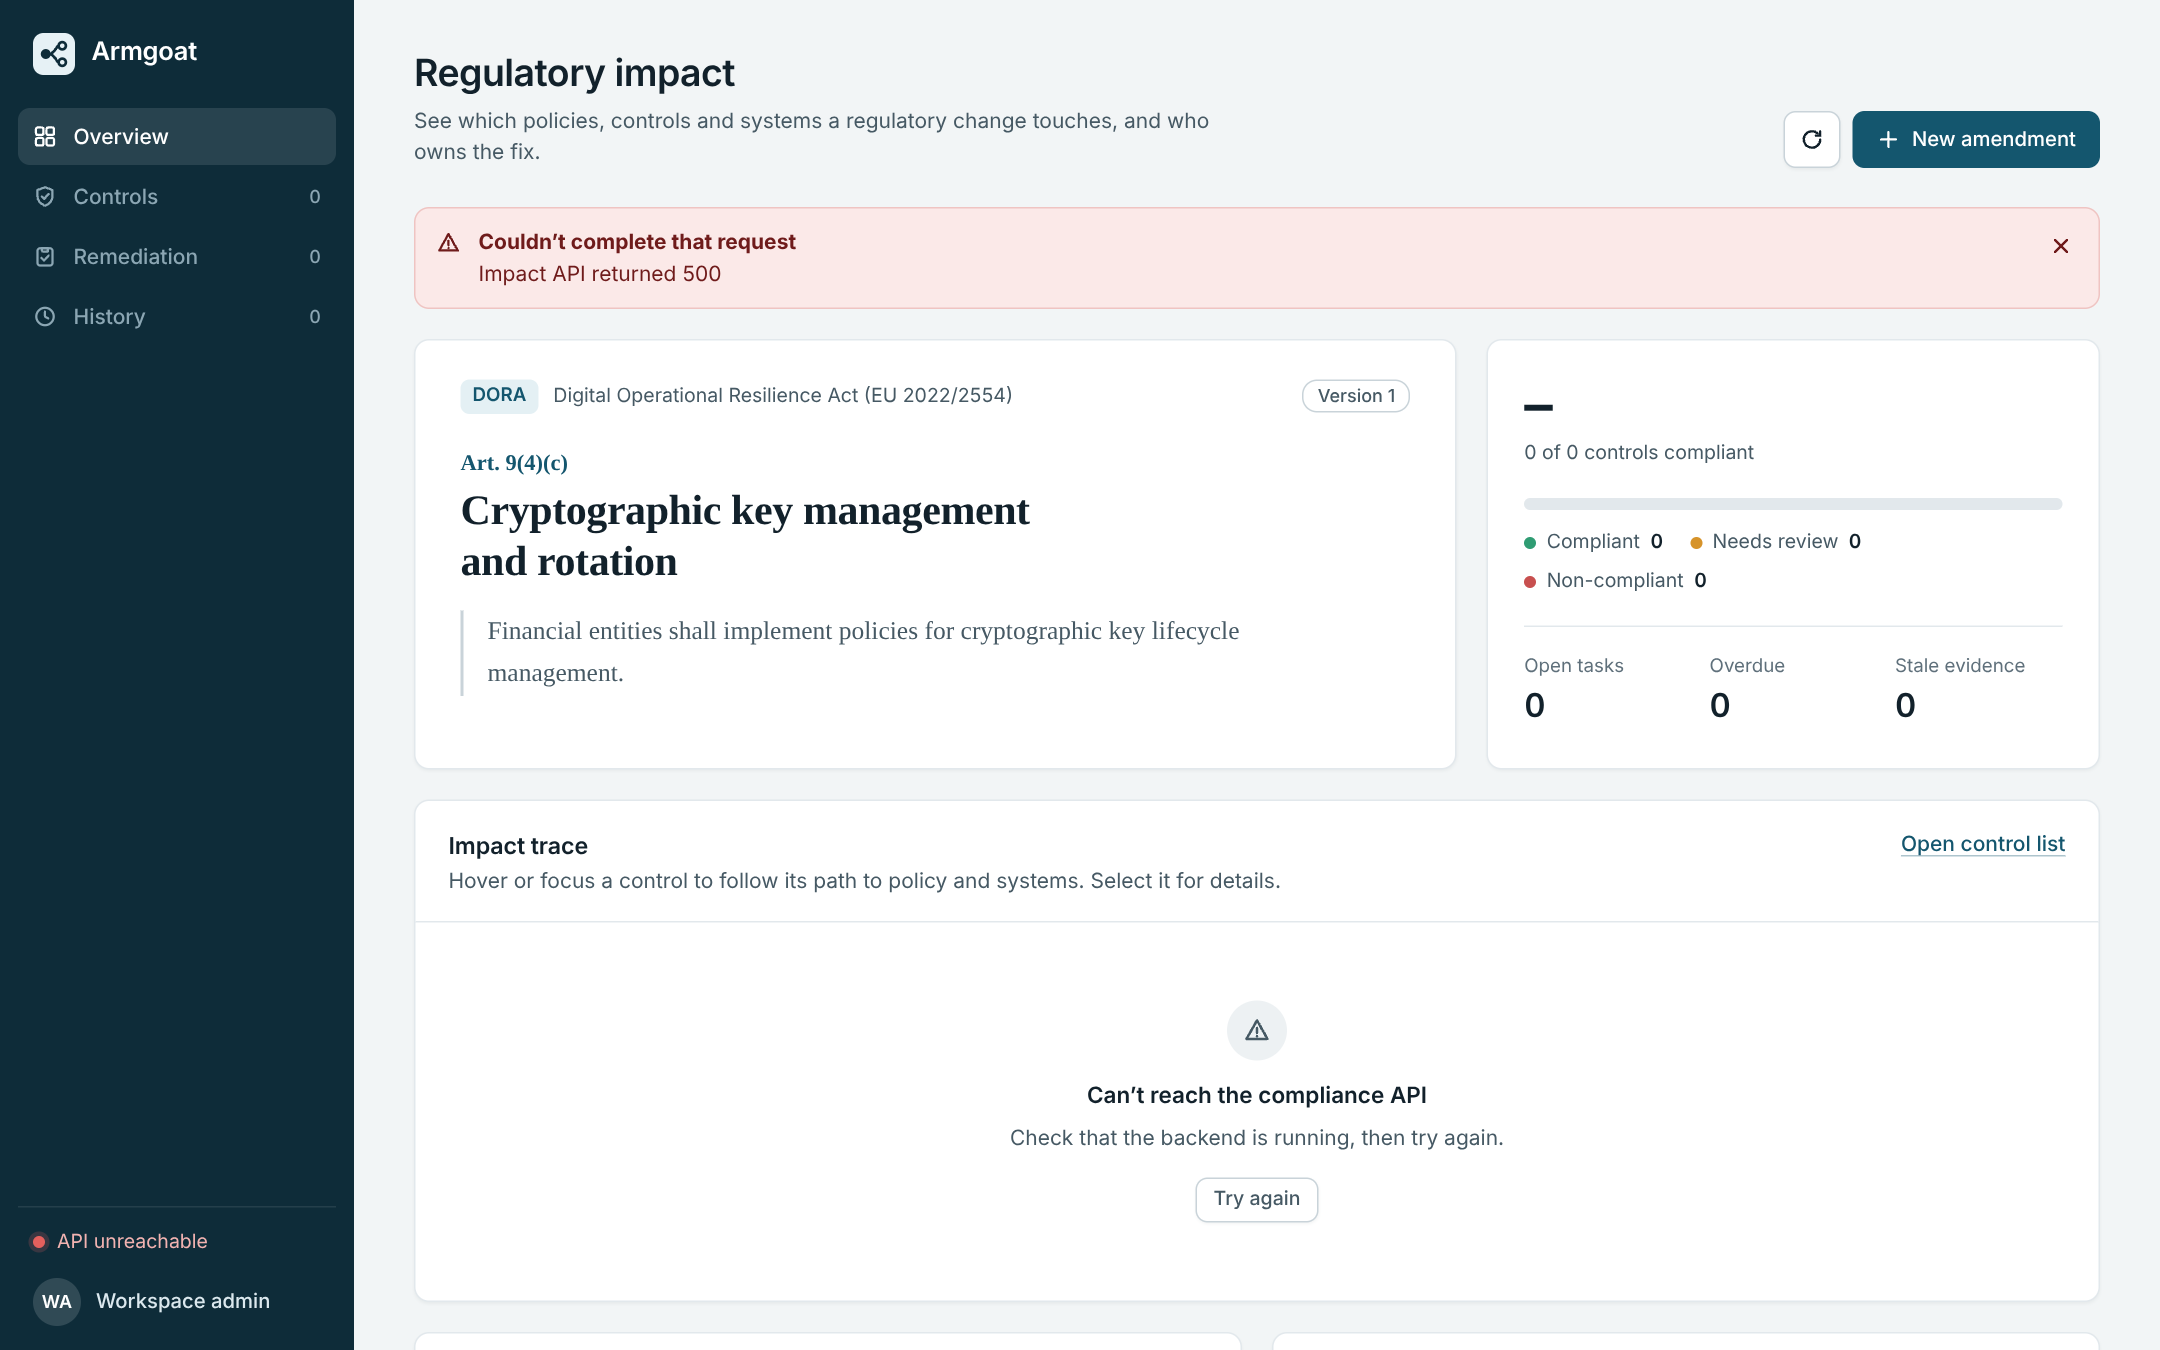 Armgoat
Overview
Controls 0
Remediation 0
History 0
API unreachable
WA Workspace admin
Regulatory impact
See which policies, controls and systems a regulatory change touches, and who
owns the fix.
New amendment
Couldn’t complete that request
Impact API returned 500
DORA Digital Operational Resilience Act (EU 2022/2554) Version 1
Art. 9(4)(c)
Cryptographic key management
and rotation
Financial entities shall implement policies for cryptographic key lifecycle
management.
–
0 of 0 controls compliant
Compliant 0 Needs review 0
Non-compliant 0
Open tasks Overdue Stale evidence
0 0 0
Impact trace
Open control list
Hover or focus a control to follow its path to policy and systems. Select it for details.
Can’t reach the compliance API
Check that the backend is running, then try again.
Try again